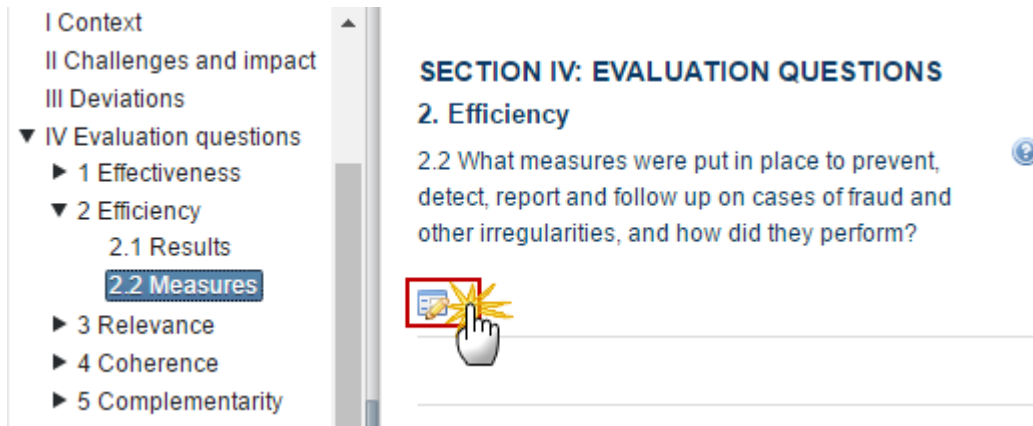 I Context
II Challenges and impact
III Deviations
IV Evaluation questions
1 Effectiveness
2 Efficiency
2.1 Results
2.2 Measures
3 Relevance
4 Coherence
5 Complementarity
SECTION IV: EVALUATION QUESTIONS
2. Efficiency
2.2 What measures were put in place to prevent,
detect, report and follow up on cases of fraud and
other irregularities, and how did they perform?